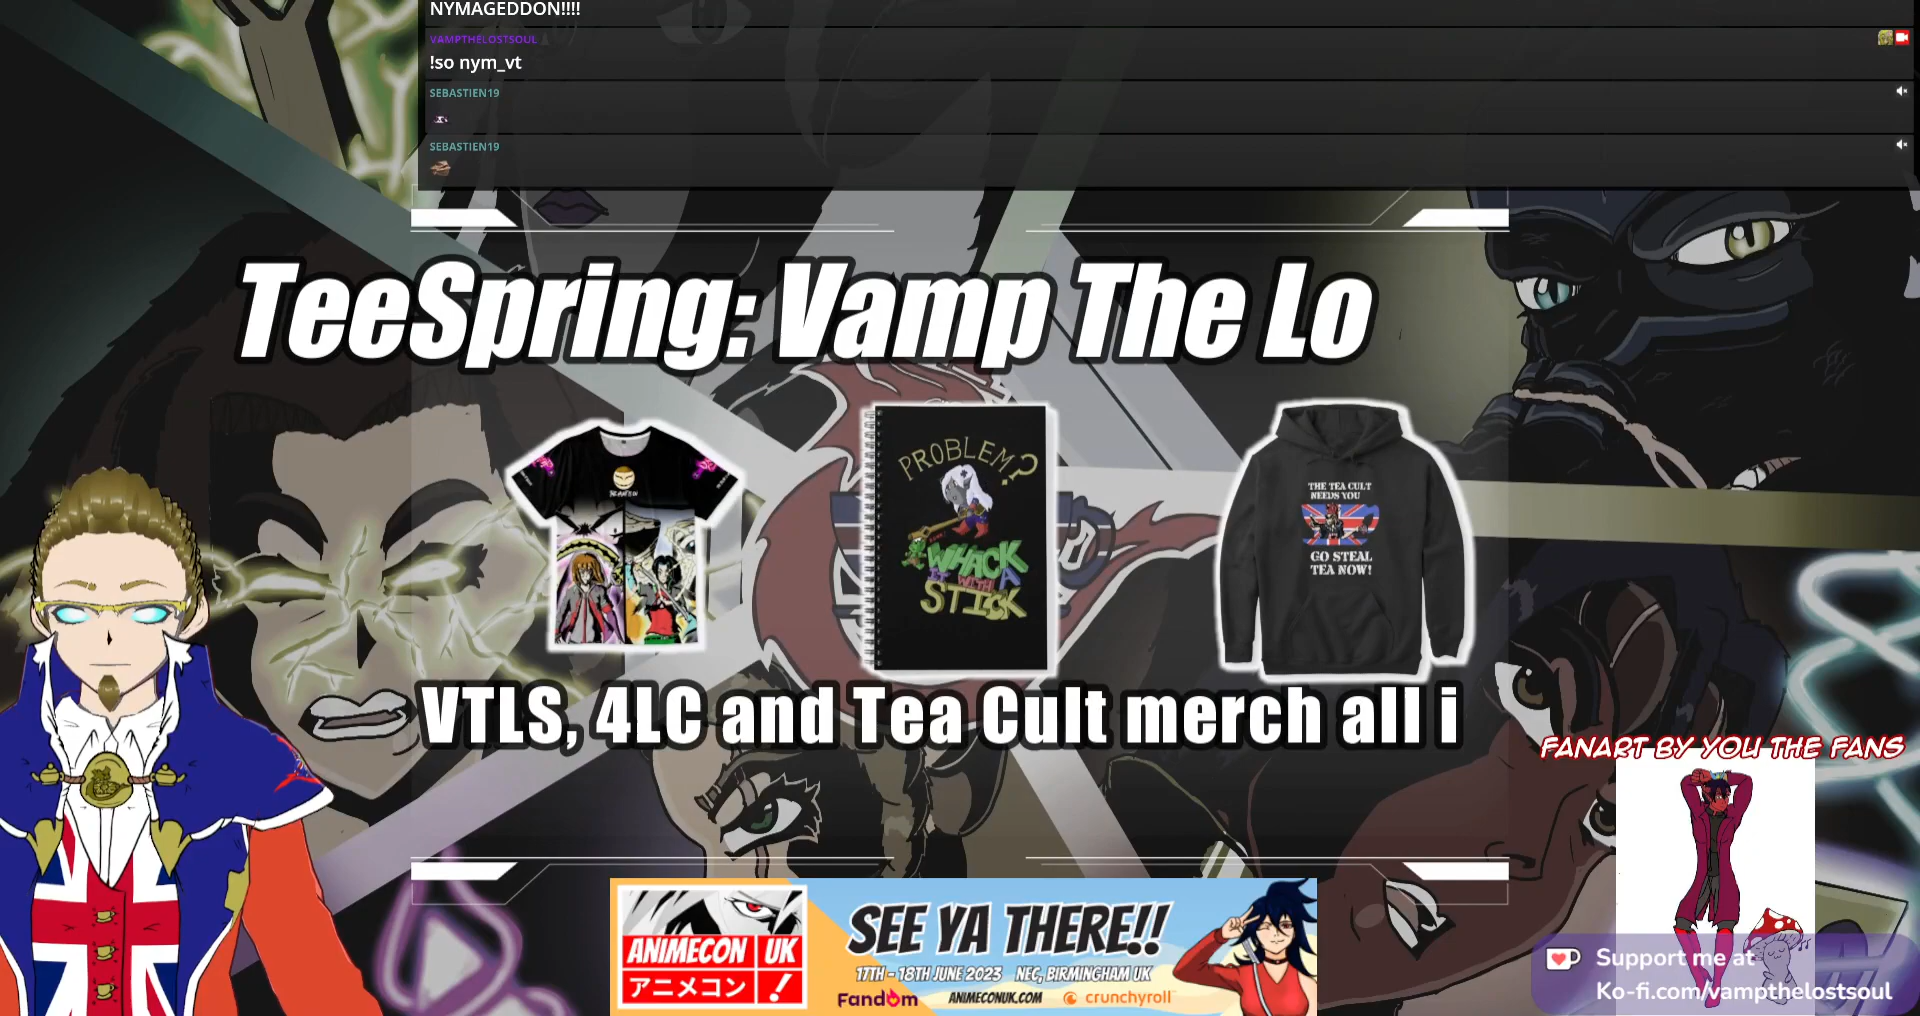 NYMAGEDDON!!!!
VAMPTHELOSTSOUL
!so nym_vt
SEBASTIEN19
SEBASTIEN19
TeeSpring: Vamp The Lo
PROBLEM?
WHACK
IT WITH A
STICK
THE TEA CULT
NEEDS YOU
GO STEAL
TEA NOW!
VTLS, 4LC and Tea Cult merch all i
FANART BY YOU THE FANS
ANIMECON UK
アニメコン !
SEE YA THERE!!
17TH - 18TH JUNE 2023 NEC, BIRMINGHAM UK
Fandom ANIMECONUK.COM crunchyroll
Support me at
Ko-fi.com/vampthelostsoul